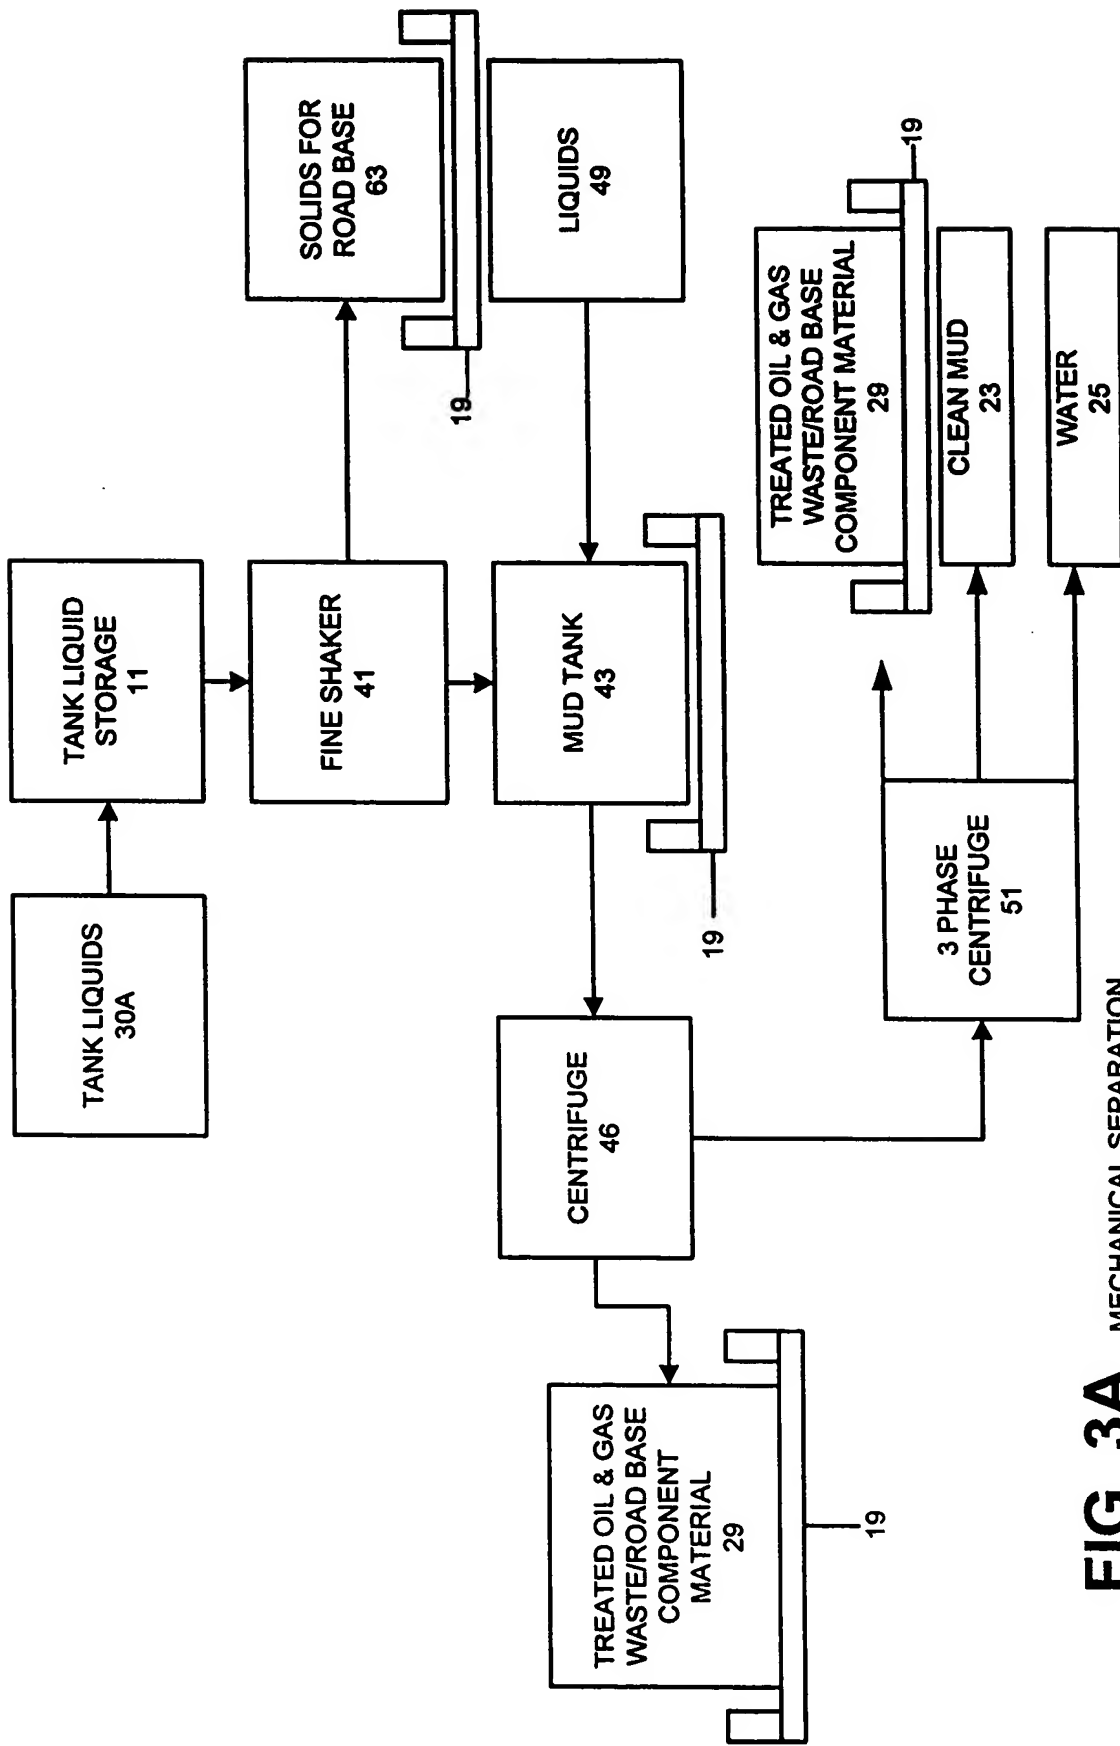 TANK LIQUIDS
30A
TANK LIQUID
STORAGE
11
FINE SHAKER
41
SOLIDS FOR
ROAD BASE
63
19
LIQUIDS
49
MUD TANK
43
19
CENTRIFUGE
46
TREATED OIL & GAS
WASTE/ROAD BASE
COMPONENT
MATERIAL
29
19
3 PHASE
CENTRIFUGE
51
TREATED OIL & GAS
WASTE/ROAD BASE
COMPONENT MATERIAL
29
19
CLEAN MUD
23
WATER
25
FIG. 3A MECHANICAL SEPARATION